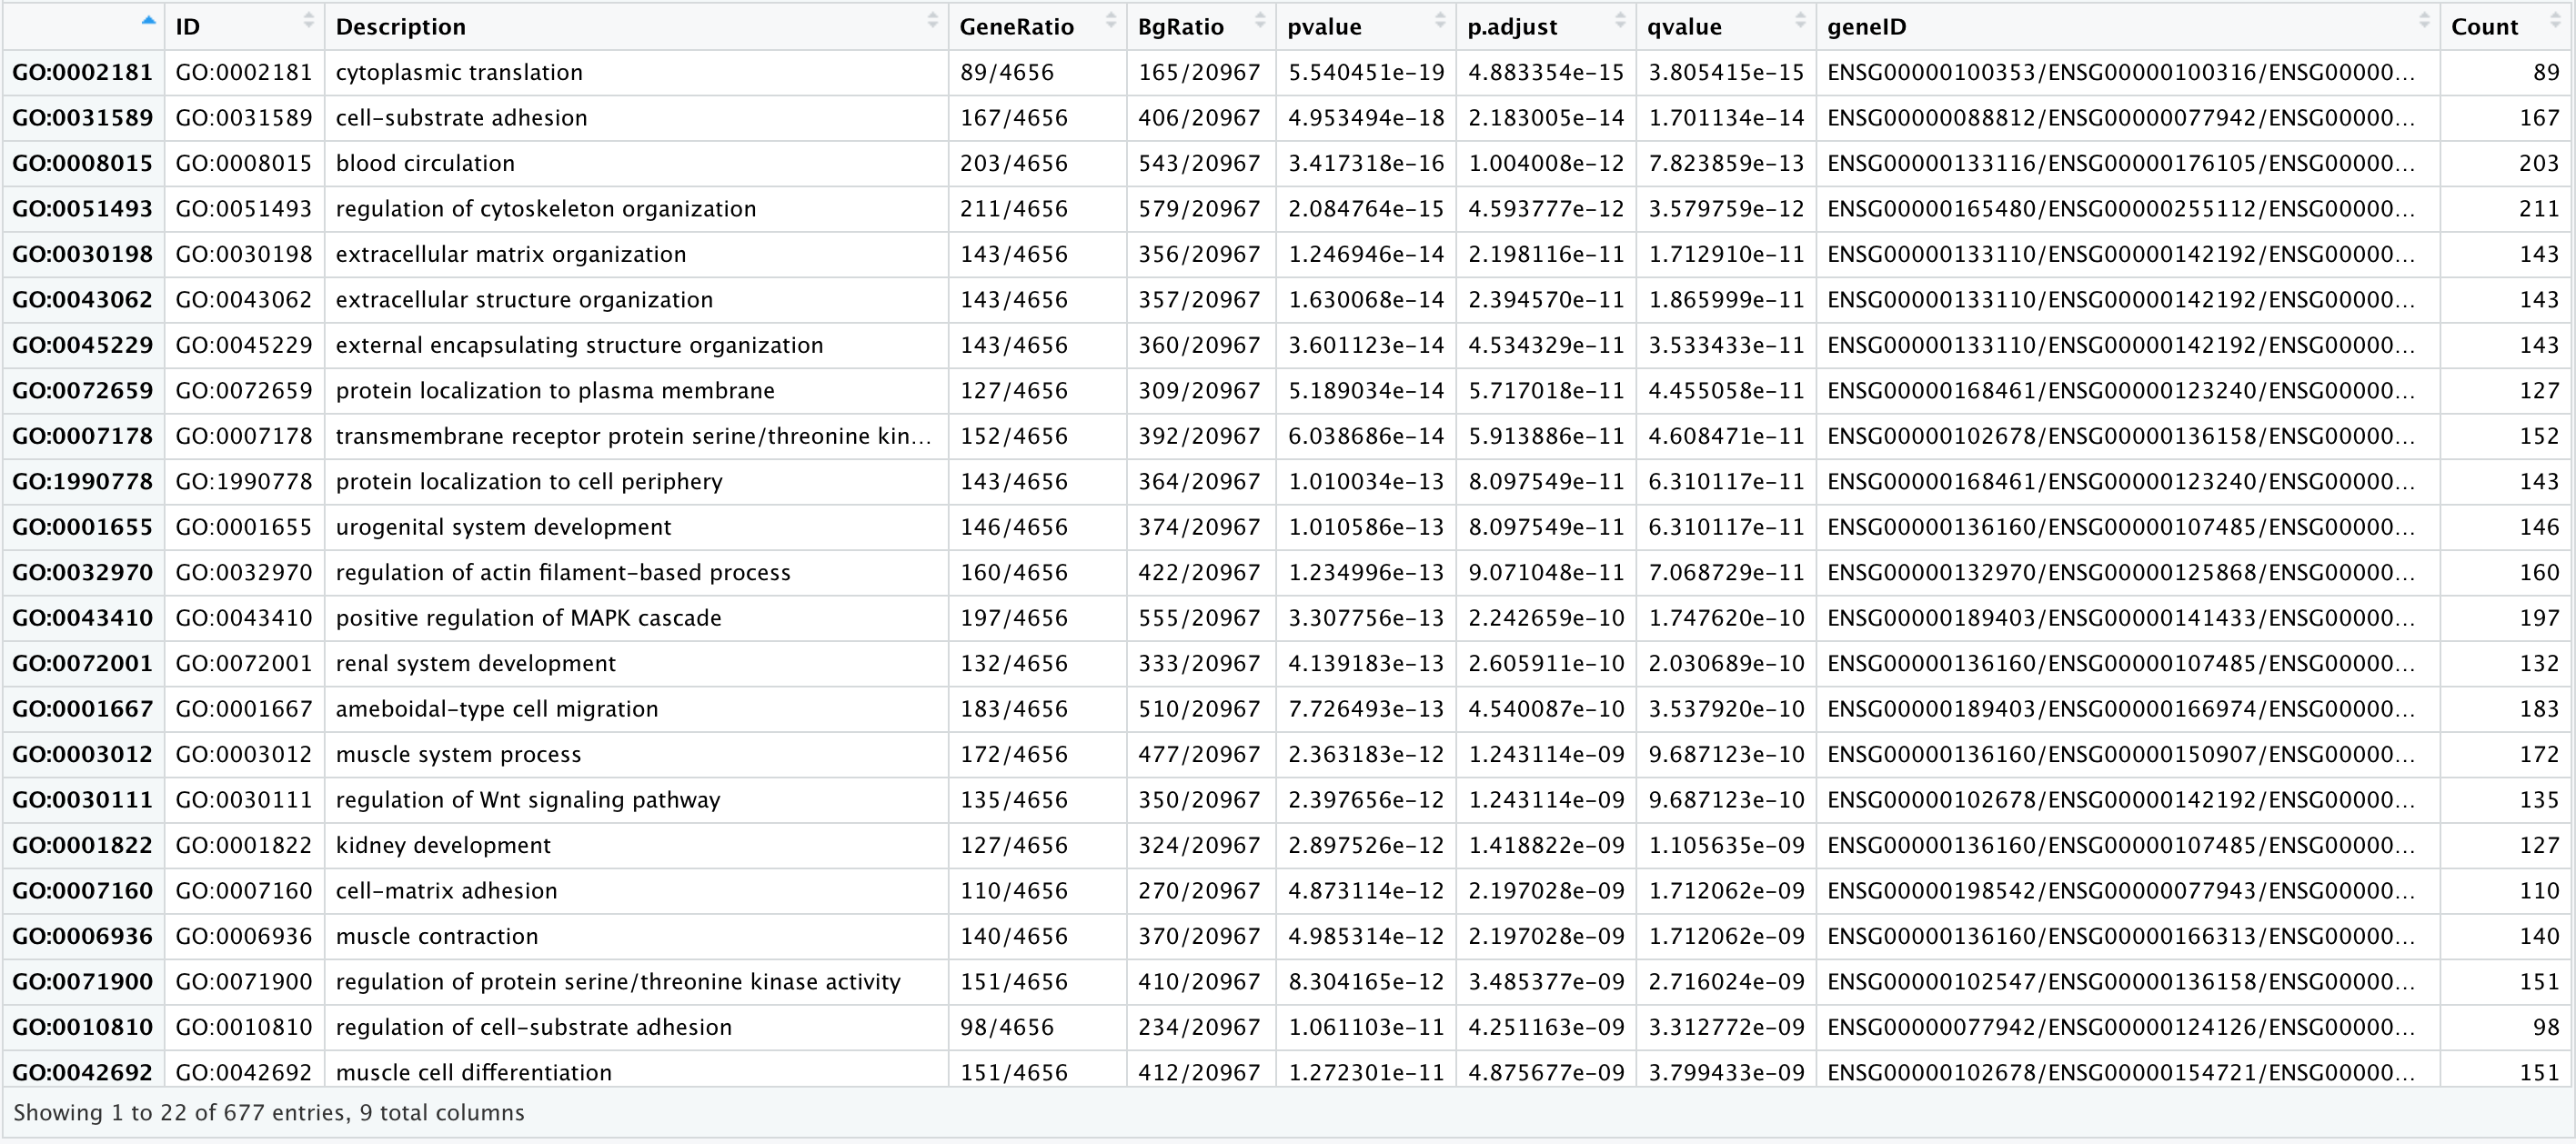 ID Description GeneRatio BgRatio pvalue p.adjust qvalue geneID Count
GO:0002181 GO:0002181 cytoplasmic translation 89/4656 165/20967 5.540451e-19 4.883354e-15 3.805415e-15 ENSG00000100353/ENSG00000100316/ENSG00000... 89
GO:0031589 GO:0031589 cell-substrate adhesion 167/4656 406/20967 4.953494e-18 2.183005e-14 1.701134e-14 ENSG00000088812/ENSG00000077942/ENSG00000... 167
GO:0008015 GO:0008015 blood circulation 203/4656 543/20967 3.417318e-16 1.004008e-12 7.823859e-13 ENSG00000133116/ENSG00000176105/ENSG00000... 203
GO:0051493 GO:0051493 regulation of cytoskeleton organization 211/4656 579/20967 2.084764e-15 4.593777e-12 3.579759e-12 ENSG00000165480/ENSG00000255112/ENSG00000... 211
GO:0030198 GO:0030198 extracellular matrix organization 143/4656 356/20967 1.246946e-14 2.198116e-11 1.712910e-11 ENSG00000133110/ENSG00000142192/ENSG00000... 143
GO:0043062 GO:0043062 extracellular structure organization 143/4656 357/20967 1.630068e-14 2.394570e-11 1.865999e-11 ENSG00000133110/ENSG00000142192/ENSG00000... 143
GO:0045229 GO:0045229 external encapsulating structure organization 143/4656 360/20967 3.601123e-14 4.534329e-11 3.533433e-11 ENSG00000133110/ENSG00000142192/ENSG00000... 143
GO:0072659 GO:0072659 protein localization to plasma membrane 127/4656 309/20967 5.189034e-14 5.717018e-11 4.455058e-11 ENSG00000168461/ENSG00000123240/ENSG00000... 127
GO:0007178 GO:0007178 transmembrane receptor protein serine/threonine kin... 152/4656 392/20967 6.038686e-14 5.913886e-11 4.608471e-11 ENSG00000102678/ENSG00000136158/ENSG00000... 152
GO:1990778 GO:1990778 protein localization to cell periphery 143/4656 364/20967 1.010034e-13 8.097549e-11 6.310117e-11 ENSG00000168461/ENSG00000123240/ENSG00000... 143
GO:0001655 GO:0001655 urogenital system development 146/4656 374/20967 1.010586e-13 8.097549e-11 6.310117e-11 ENSG00000136160/ENSG00000107485/ENSG00000... 146
GO:0032970 GO:0032970 regulation of actin filament-based process 160/4656 422/20967 1.234996e-13 9.071048e-11 7.068729e-11 ENSG00000132970/ENSG00000125868/ENSG00000... 160
GO:0043410 GO:0043410 positive regulation of MAPK cascade 197/4656 555/20967 3.307756e-13 2.242659e-10 1.747620e-10 ENSG00000189403/ENSG00000141433/ENSG00000... 197
GO:0072001 GO:0072001 renal system development 132/4656 333/20967 4.139183e-13 2.605911e-10 2.030689e-10 ENSG00000136160/ENSG00000107485/ENSG00000... 132
GO:0001667 GO:0001667 ameboidal-type cell migration 183/4656 510/20967 7.726493e-13 4.540087e-10 3.537920e-10 ENSG00000189403/ENSG00000166974/ENSG00000... 183
GO:0003012 GO:0003012 muscle system process 172/4656 477/20967 2.363183e-12 1.243114e-09 9.687123e-10 ENSG00000136160/ENSG00000150907/ENSG00000... 172
GO:0030111 GO:0030111 regulation of Wnt signaling pathway 135/4656 350/20967 2.397656e-12 1.243114e-09 9.687123e-10 ENSG00000102678/ENSG00000142192/ENSG00000... 135
GO:0001822 GO:0001822 kidney development 127/4656 324/20967 2.897526e-12 1.418822e-09 1.105635e-09 ENSG00000136160/ENSG00000107485/ENSG00000... 127
GO:0007160 GO:0007160 cell-matrix adhesion 110/4656 270/20967 4.873114e-12 2.197028e-09 1.712062e-09 ENSG00000198542/ENSG00000077943/ENSG00000... 110
GO:0006936 GO:0006936 muscle contraction 140/4656 370/20967 4.985314e-12 2.197028e-09 1.712062e-09 ENSG00000136160/ENSG00000166313/ENSG00000... 140
GO:0071900 GO:0071900 regulation of protein serine/threonine kinase activity 151/4656 410/20967 8.304165e-12 3.485377e-09 2.716024e-09 ENSG00000102547/ENSG00000136158/ENSG00000... 151
GO:0010810 GO:0010810 regulation of cell-substrate adhesion 98/4656 234/20967 1.061103e-11 4.251163e-09 3.312772e-09 ENSG00000077942/ENSG00000124126/ENSG00000... 98
GO:0042692 GO:0042692 muscle cell differentiation 151/4656 412/20967 1.272301e-11 4.875677e-09 3.799433e-09 ENSG00000102678/ENSG00000154721/ENSG00000... 151
Showing 1 to 22 of 677 entries, 9 total columns